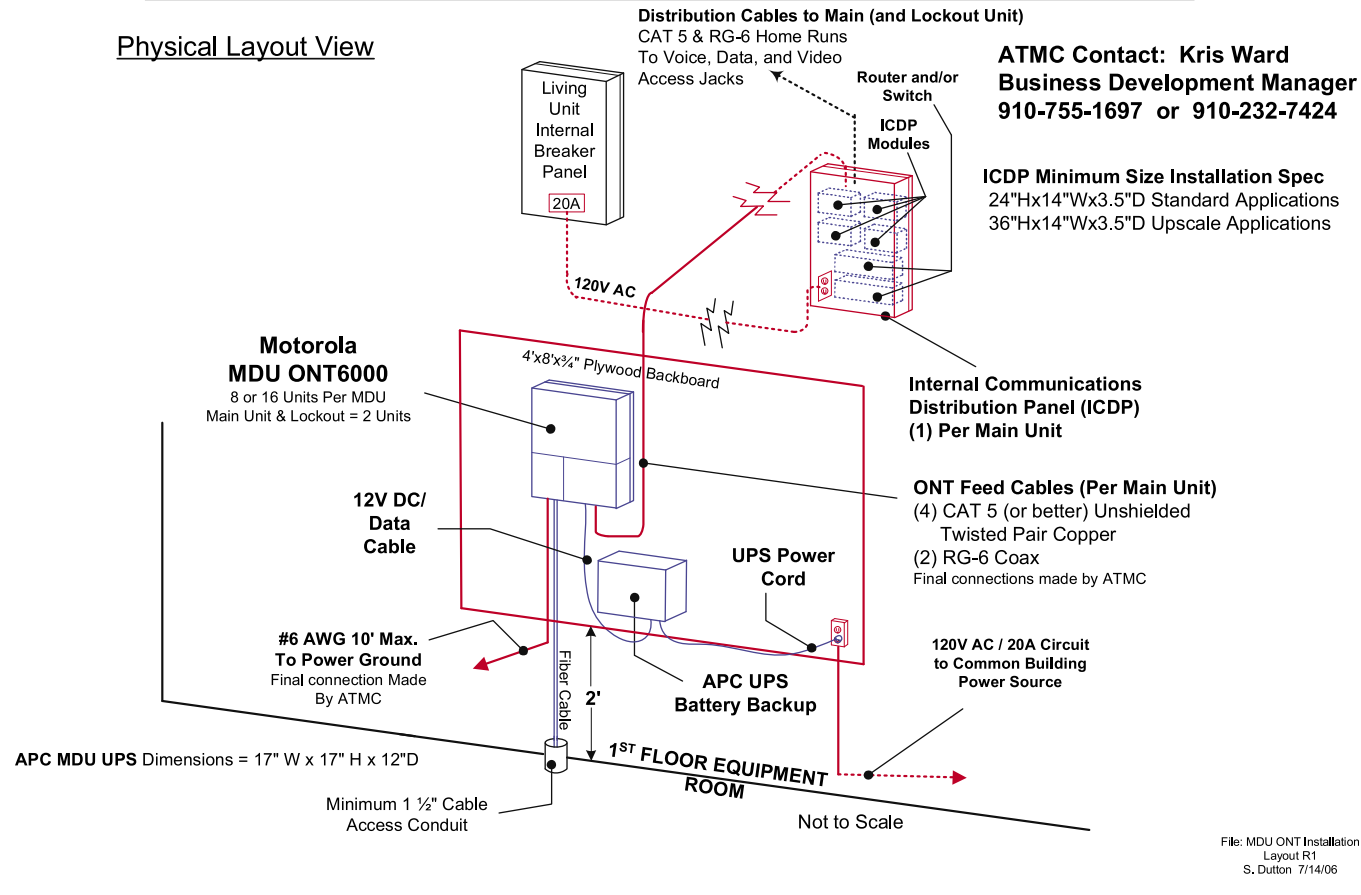 Physical Layout View
Distribution Cables to Main (and Lockout Unit)
CAT 5 & RG-6 Home Runs
To Voice, Data, and Video
Access Jacks
ATMC Contact: Kris Ward
Business Development Manager
910-755-1697 or 910-232-7424
Living
Unit
Internal
Breaker
Panel
20A
Router and/or
Switch
ICDP
Modules
ICDP Minimum Size Installation Spec
24"Hx14"Wx3.5"D Standard Applications
36"Hx14"Wx3.5"D Upscale Applications
120V AC
Motorola
MDU ONT6000
8 or 16 Units Per MDU
Main Unit & Lockout = 2 Units
4'x8'x¾" Plywood Backboard
Internal Communications
Distribution Panel (ICDP)
(1) Per Main Unit
12V DC/
Data
Cable
ONT Feed Cables (Per Main Unit)
(4) CAT 5 (or better) Unshielded
Twisted Pair Copper
(2) RG-6 Coax
Final connections made by ATMC
UPS Power
Cord
#6 AWG 10' Max.
To Power Ground
Final connection Made
By ATMC
Fiber Cable
2'
APC UPS
Battery Backup
120V AC / 20A Circuit
to Common Building
Power Source
APC MDU UPS Dimensions = 17" W x 17" H x 12"D
1ST FLOOR EQUIPMENT
ROOM
Minimum 1 ½" Cable
Access Conduit
Not to Scale
File: MDU ONT Installation
Layout R1
S. Dutton 7/14/06